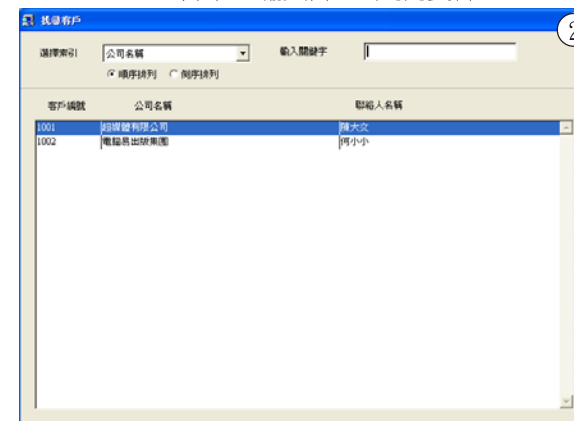 找尋客戶
選擇索引 公司名稱 輸入關鍵字
順序排列 倒序排列
客戶編號 公司名稱 聯絡人名稱
1001 超媒體有限公司 陳大文
1002 電腦易出版集團 何小小
2